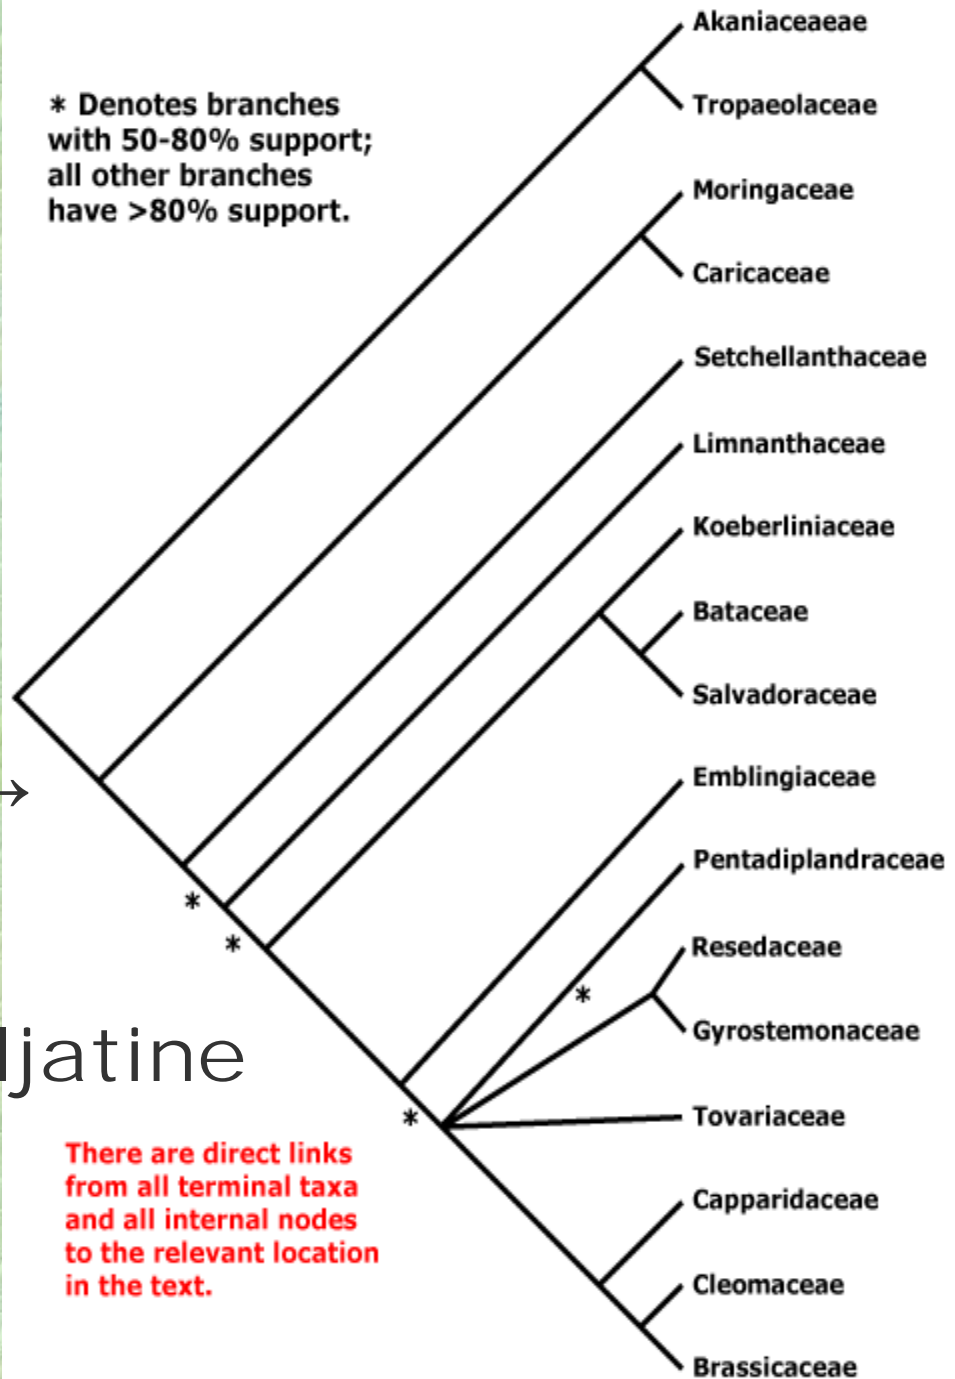 Akaniaceaeae
* Denotes branches
with 50-80% support;
all other branches
have >80% support.
Tropaeolaceae
Moringaceae
Caricaceae
Setchellanthaceae
Limnanthaceae
Koeberliniaceae
Bataceae
Salvadoraceae
Emblingiaceae
→
Pentadiplandraceae
*
*
Resedaceae
*
Gyrostemonaceae
ljatine
*
Tovariaceae
There are direct links
from all terminal taxa
and all internal nodes
to the relevant location
in the text.
Capparidaceae
Cleomaceae
Brassicaceae